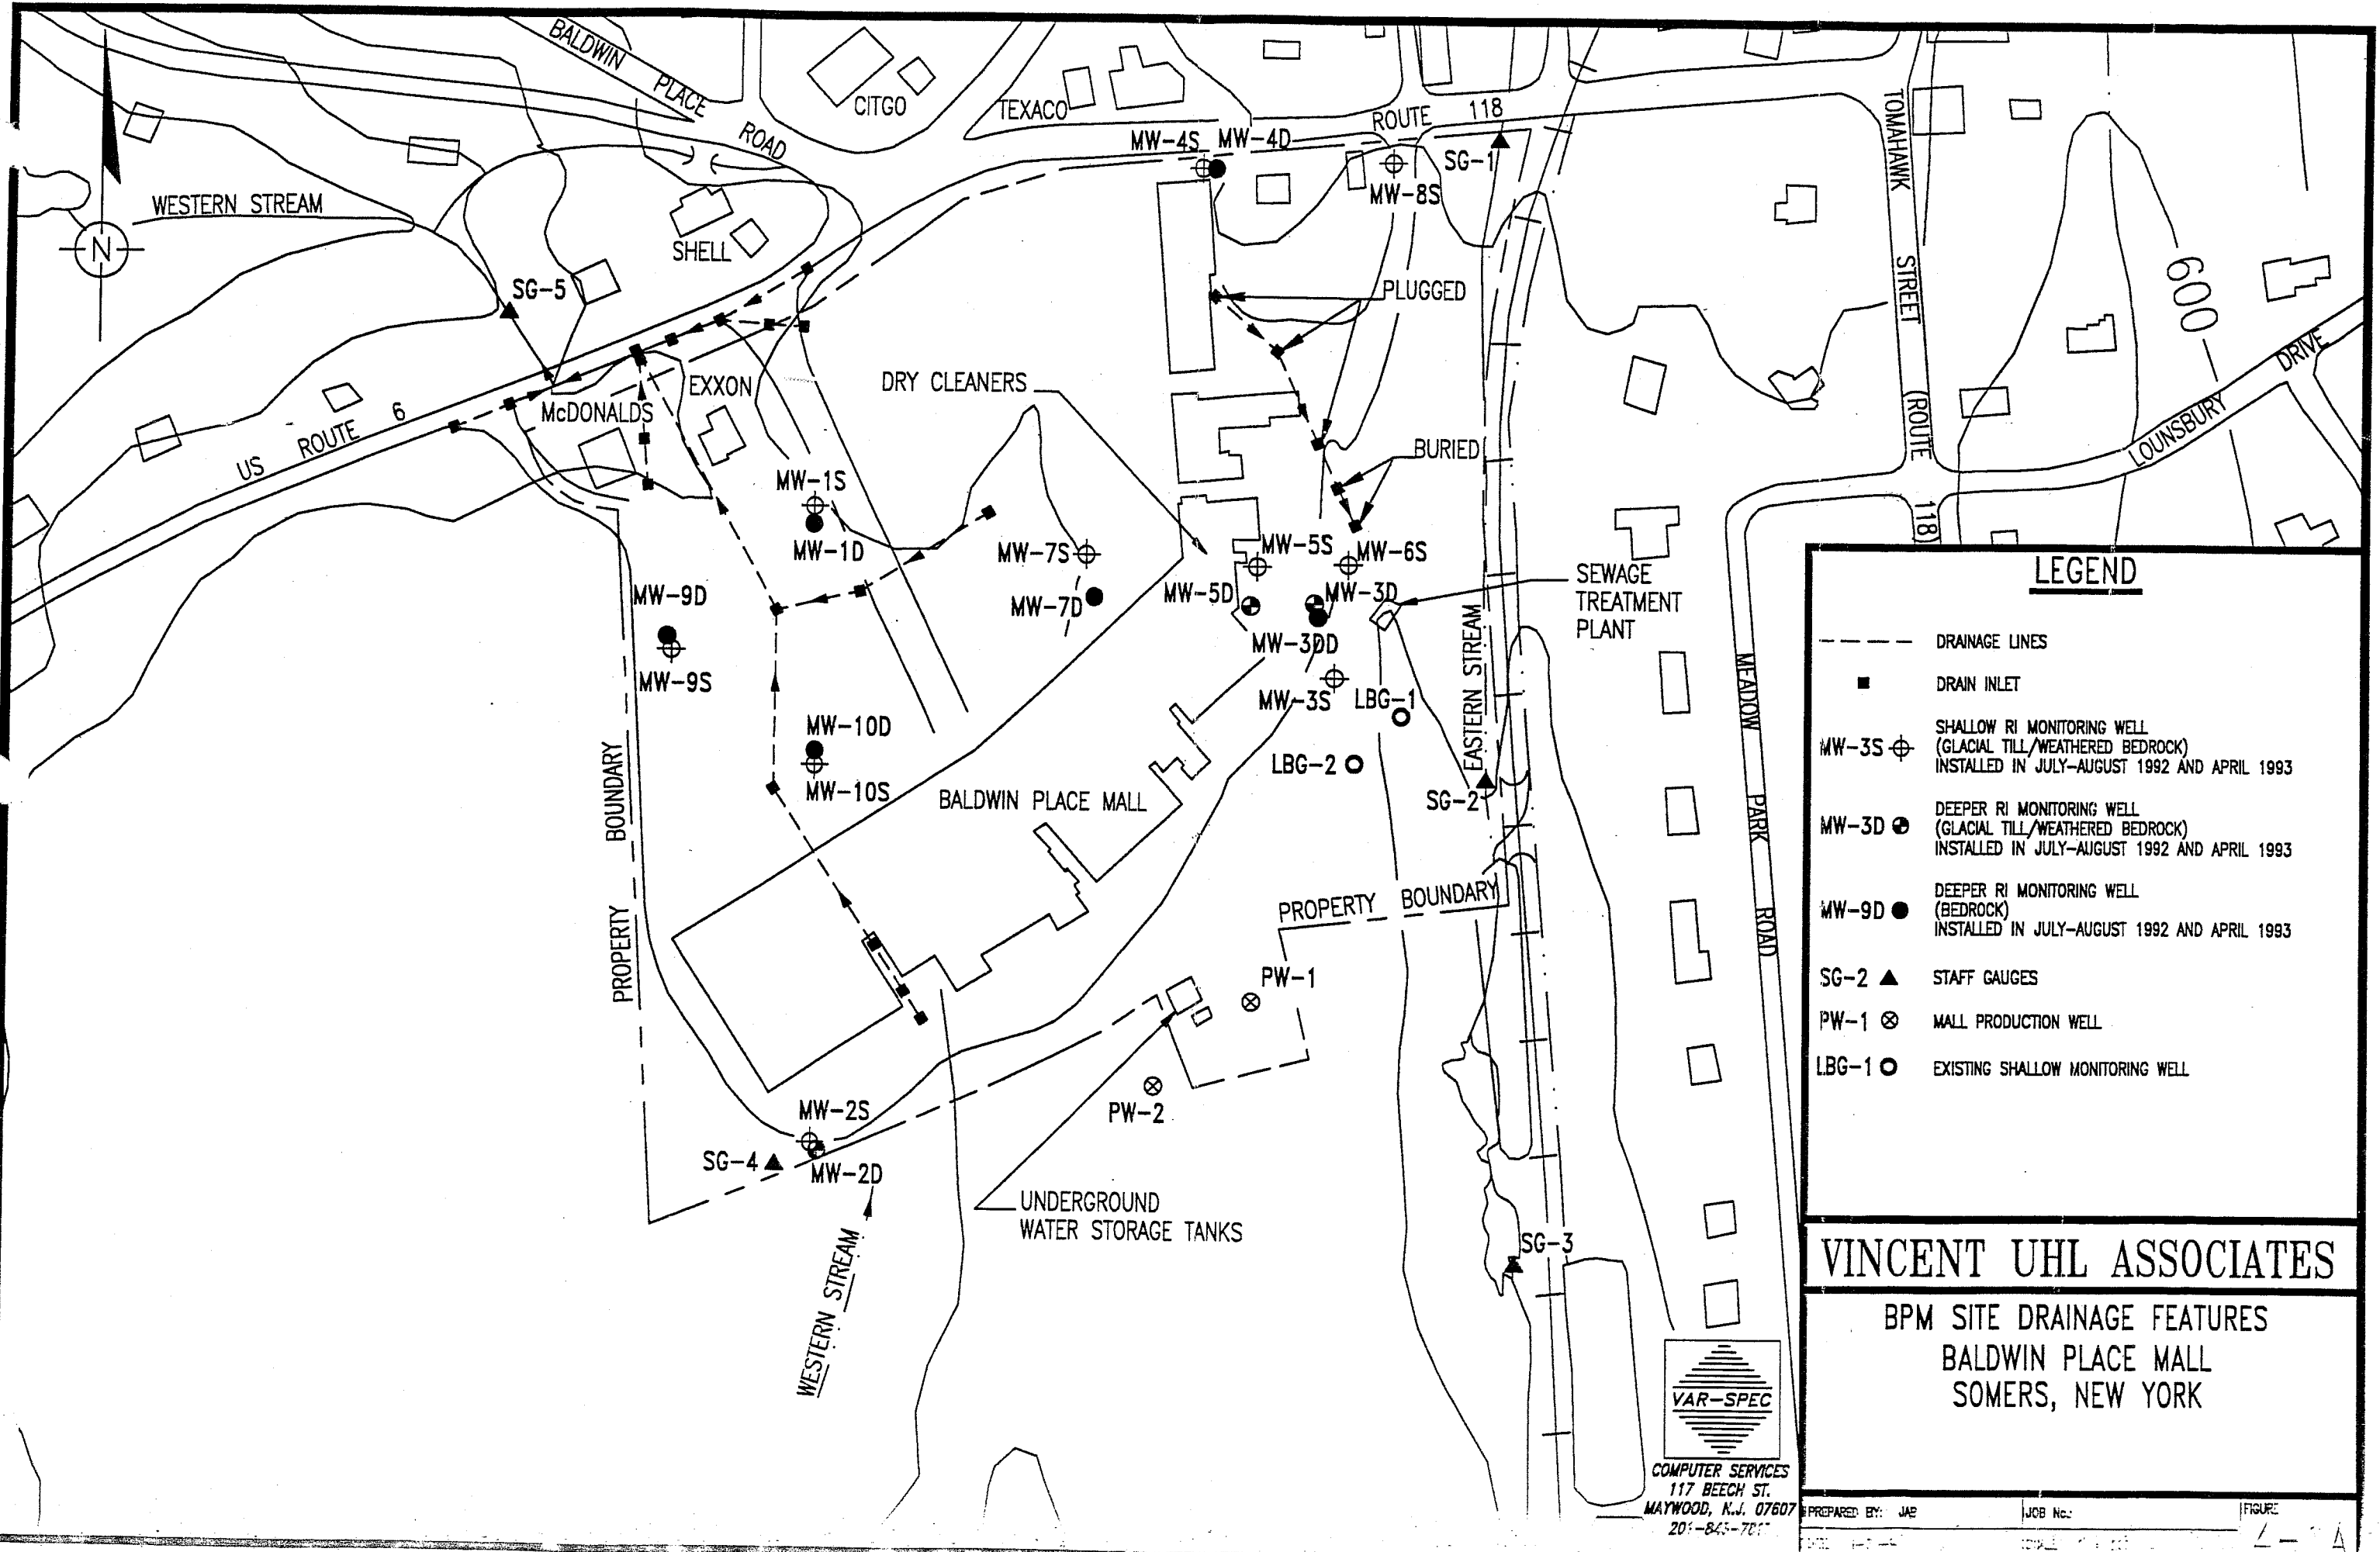 BALDWIN PLACE ROAD
CITGO
TEXACO
ROUTE 118
MW-4S
MW-4D
SG-1
MW-8S
TOMAHAWK STREET (ROUTE 118)
WESTERN STREAM
N
SHELL
SG-5
PLUGGED
600
LOUNSBURY DRIVE
EXXON
McDONALDS
US ROUTE 6
DRY CLEANERS
BURIED
MW-1S
MW-1D
MW-7S
MW-7D
MW-5S
MW-6S
MW-5D
MW-3D
MW-3DD
MW-3S
LBG-1
LBG-2
SEWAGE
TREATMENT
PLANT
EASTERN STREAM
SG-2
MW-9D
MW-9S
MW-10D
MW-10S
BALDWIN PLACE MALL
PROPERTY BOUNDARY
PROPERTY BOUNDARY
MEADOW PARK ROAD
PW-1
PW-2
MW-2S
SG-4
MW-2D
UNDERGROUND
WATER STORAGE TANKS
WESTERN STREAM
SG-3
LEGEND
DRAINAGE LINES
DRAIN INLET
MW-3S
SHALLOW RI MONITORING WELL
(GLACIAL TILL/WEATHERED BEDROCK)
INSTALLED IN JULY-AUGUST 1992 AND APRIL 1993
MW-3D
DEEPER RI MONITORING WELL
(GLACIAL TILL/WEATHERED BEDROCK)
INSTALLED IN JULY-AUGUST 1992 AND APRIL 1993
MW-9D
DEEPER RI MONITORING WELL
(BEDROCK)
INSTALLED IN JULY-AUGUST 1992 AND APRIL 1993
SG-2 STAFF GAUGES
PW-1 MALL PRODUCTION WELL
LBG-1 EXISTING SHALLOW MONITORING WELL
VINCENT UHL ASSOCIATES
BPM SITE DRAINAGE FEATURES
BALDWIN PLACE MALL
SOMERS, NEW YORK
VAR-SPEC
COMPUTER SERVICES
117 BEECH ST.
MAYWOOD, N.J. 07607
PREPARED BY: JAB
JOB No.:
FIGURE